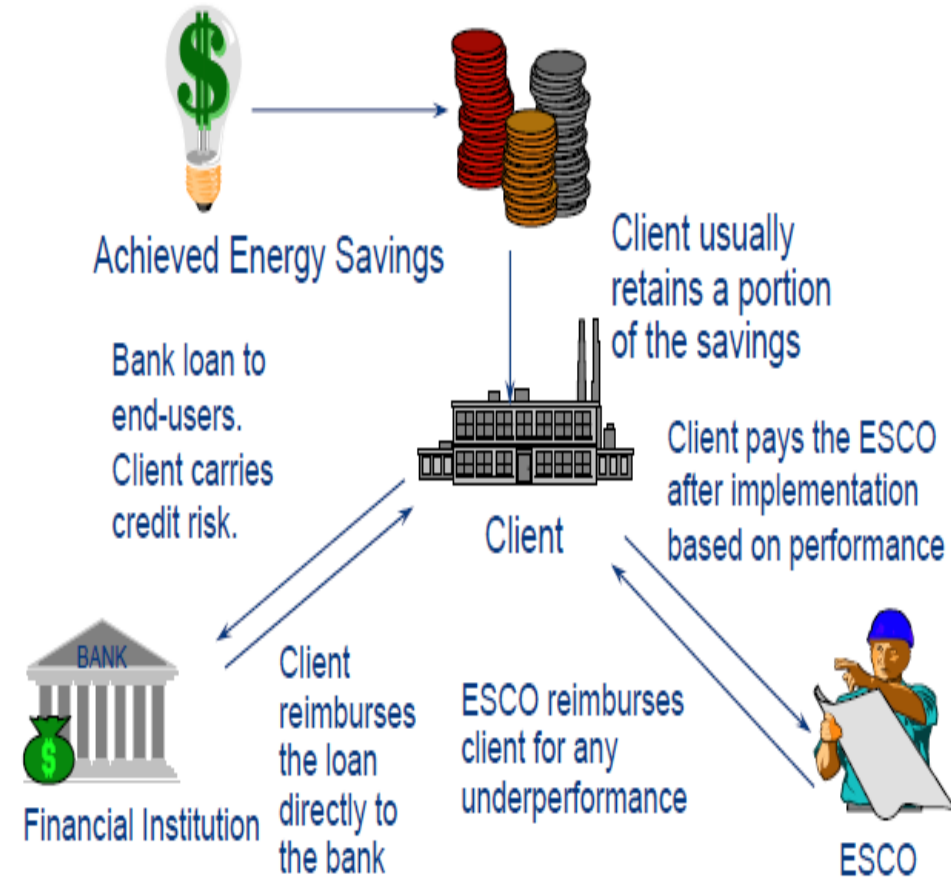 $
Achieved Energy Savings
Client usually
retains a portion
of the savings
Bank loan to
end-users.
Client carries
credit risk.
Client
Client pays the ESCO
after implementation
based on performance
BANK
$
Financial Institution
Client
reimburses
the loan
directly to
the bank
ESCO reimburses
client for any
underperformance
ESCO